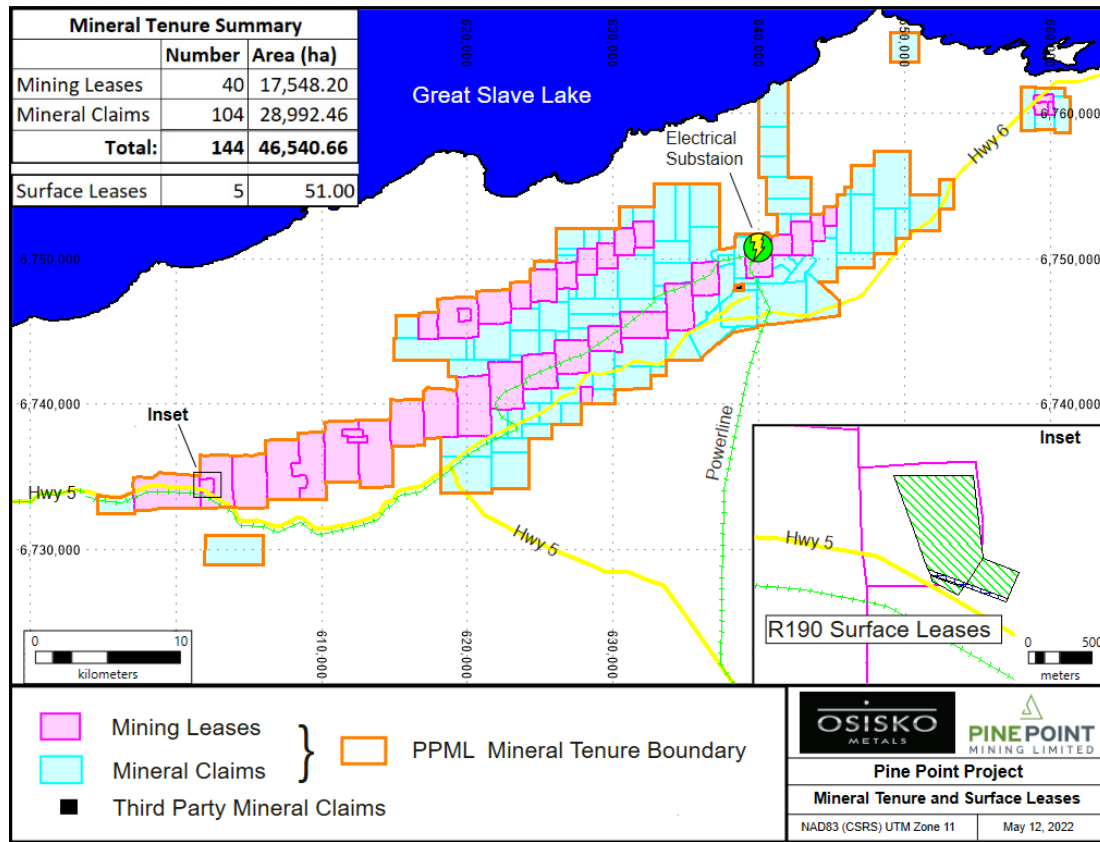 Mineral Tenure Summary
Number Area (ha)
Mining Leases 40 17,548.20
Mineral Claims 104 28,992.46
Total: 144 46,540.66
Surface Leases 5 51.00
620,000
640,000
650,000
660,000
Great Slave Lake
Electrical
Substaion
Hwy 6
6,760,000
6,750,000
6,750,000
6,740,000
6,740,000
Inset
Hwy 5
6,730,000
Hwy 5
Powerline
610,000
620,000
630,000
0 10
kilometers
Inset
Hwy 5
R190 Surface Leases
0 500
meters
Mining Leases
Mineral Claims
PPML Mineral Tenure Boundary
Third Party Mineral Claims
OSISKO
METALS
PINE POINT
MINING LIMITED
Pine Point Project
Mineral Tenure and Surface Leases
NAD83 (CSRS) UTM Zone 11
May 12, 2022